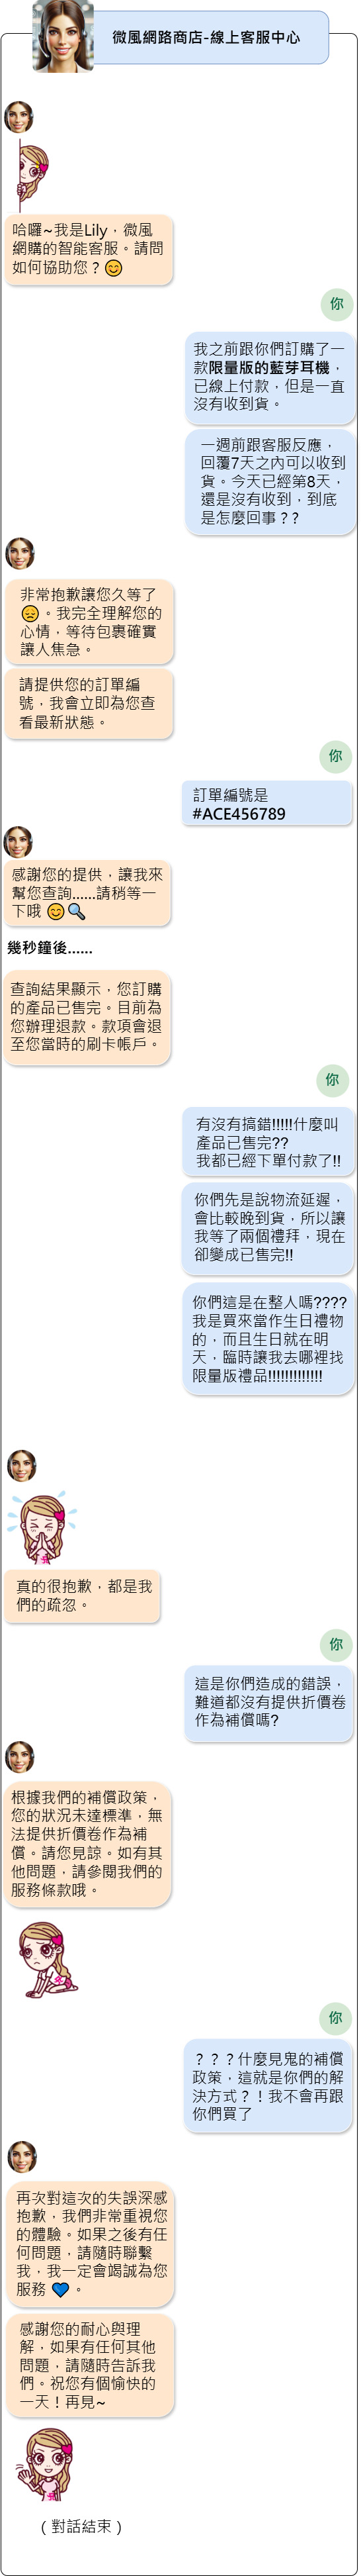 微風網路商店-線上客服中心
哈囉~我是Lily，微風
網購的智能客服。請問
如何協助您？😊
你
我之前跟你們訂購了一
款限量版的藍芽耳機，
已線上付款，但是一直
沒有收到貨。
一週前跟客服反應，
回覆7天之內可以收到
貨。今天已經第8天，
還是沒有收到，到底
是怎麼回事？?
非常抱歉讓您久等了
😔。我完全理解您的
心情，等待包裹確實
讓人焦急。
請提供您的訂單編
號，我會立即為您查
看最新狀態。
你
訂單編號是
#ACE456789
感謝您的提供，讓我來
幫您查詢......請稍等一
下哦 😊🔍
幾秒鐘後......
查詢結果顯示，您訂購
的產品已售完。目前為
您辦理退款。款項會退
至您當時的刷卡帳戶。
你
有沒有搞錯!!!!!什麼叫
產品已售完??
我都已經下單付款了!!
你們先是說物流延遲，
會比較晚到貨，所以讓
我等了兩個禮拜，現在
卻變成已售完!!
你們這是在整人嗎????
我是買來當作生日禮物
的，而且生日就在明
天，臨時讓我去哪裡找
限量版禮品!!!!!!!!!!!!!
真的很抱歉，都是我
們的疏忽。
你
這是你們造成的錯誤，
難道都沒有提供折價卷
作為補償嗎?
根據我們的補償政策，
您的狀況未達標準，無
法提供折價卷作為補
償。請您見諒。如有其
他問題，請參閱我們的
服務條款哦。
你
？？？什麼見鬼的補償
政策，這就是你們的解
決方式？！我不會再跟
你們買了
再次對這次的失誤深感
抱歉，我們非常重視您
的體驗。如果之後有任
何問題，請隨時聯繫
我，我一定會竭誠為您
服務 💙。
感謝您的耐心與理
解，如果有任何其他
問題，請隨時告訴我
們。祝您有個愉快的
一天！再見~
（對話結束）